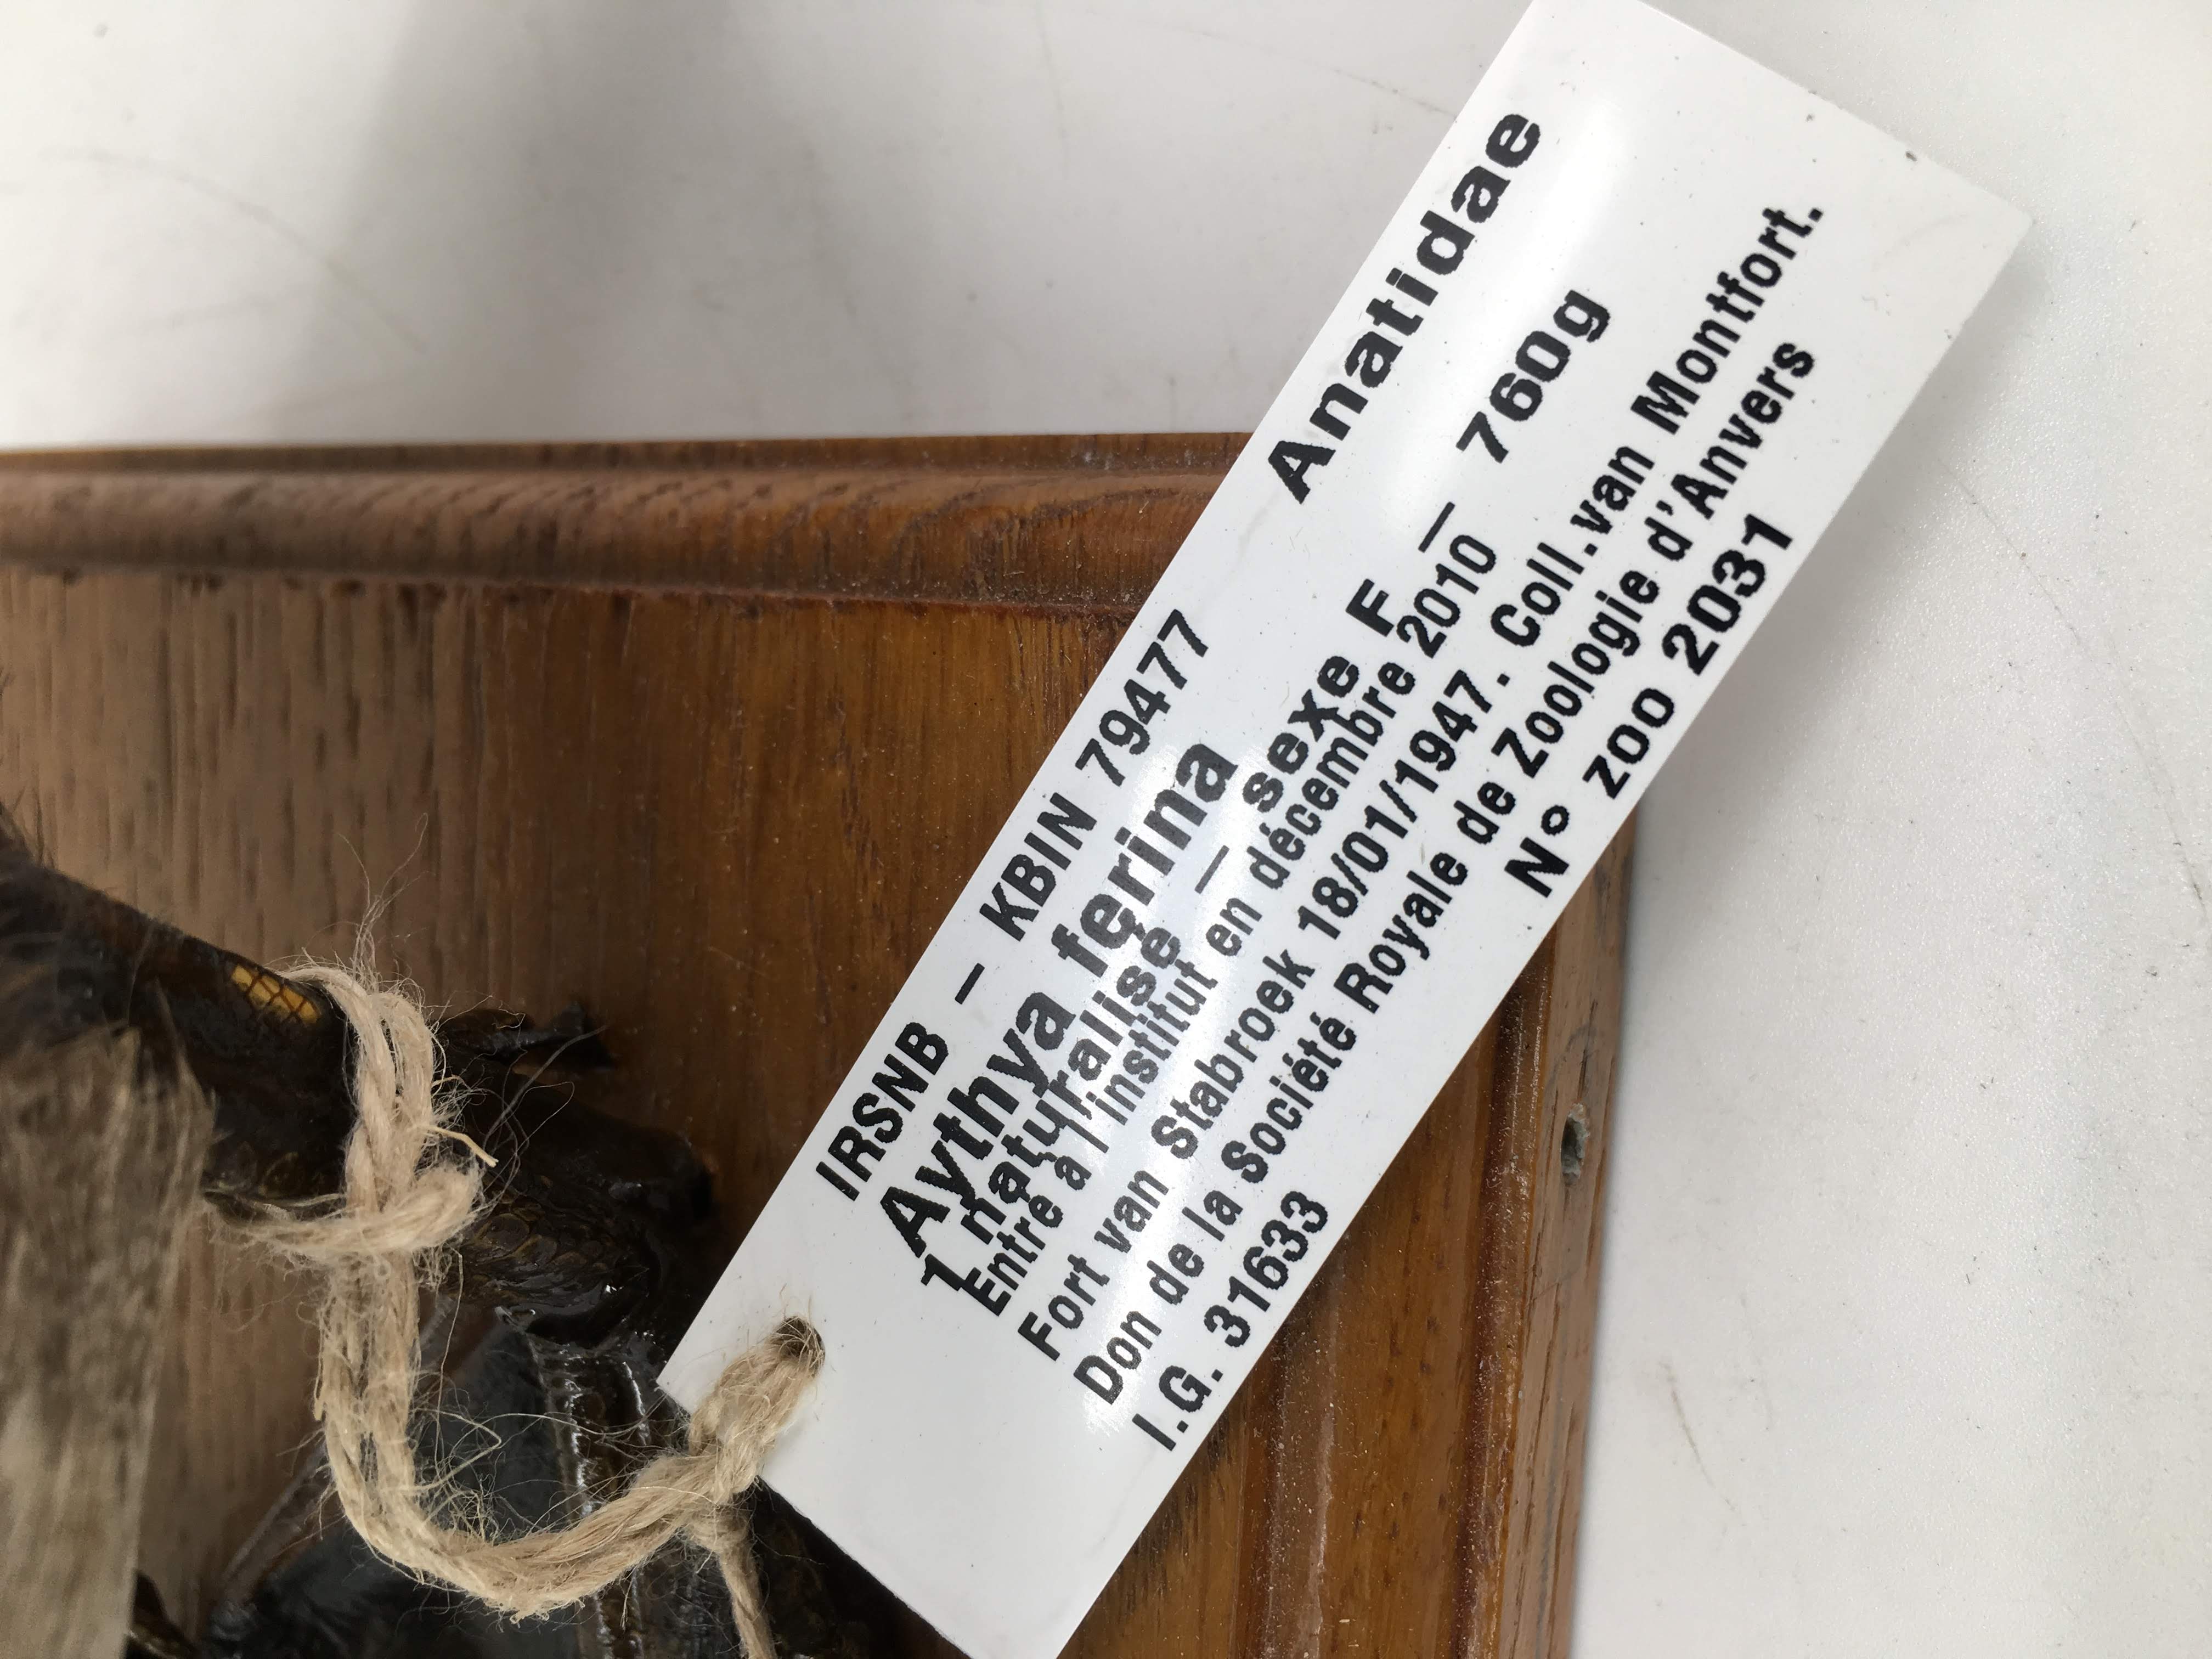 IRSNB – KBIN 79477 Anatidae
Aythya ferina
1 naturalisé – sexe F – 760g
Entré à l'institut en décembre 2010
Fort van Stabroek 18/01/1947. Coll.van Montfort.
Don de la Société Royale de Zoologie d'Anvers
I.G. 31633 N° zoo 2031